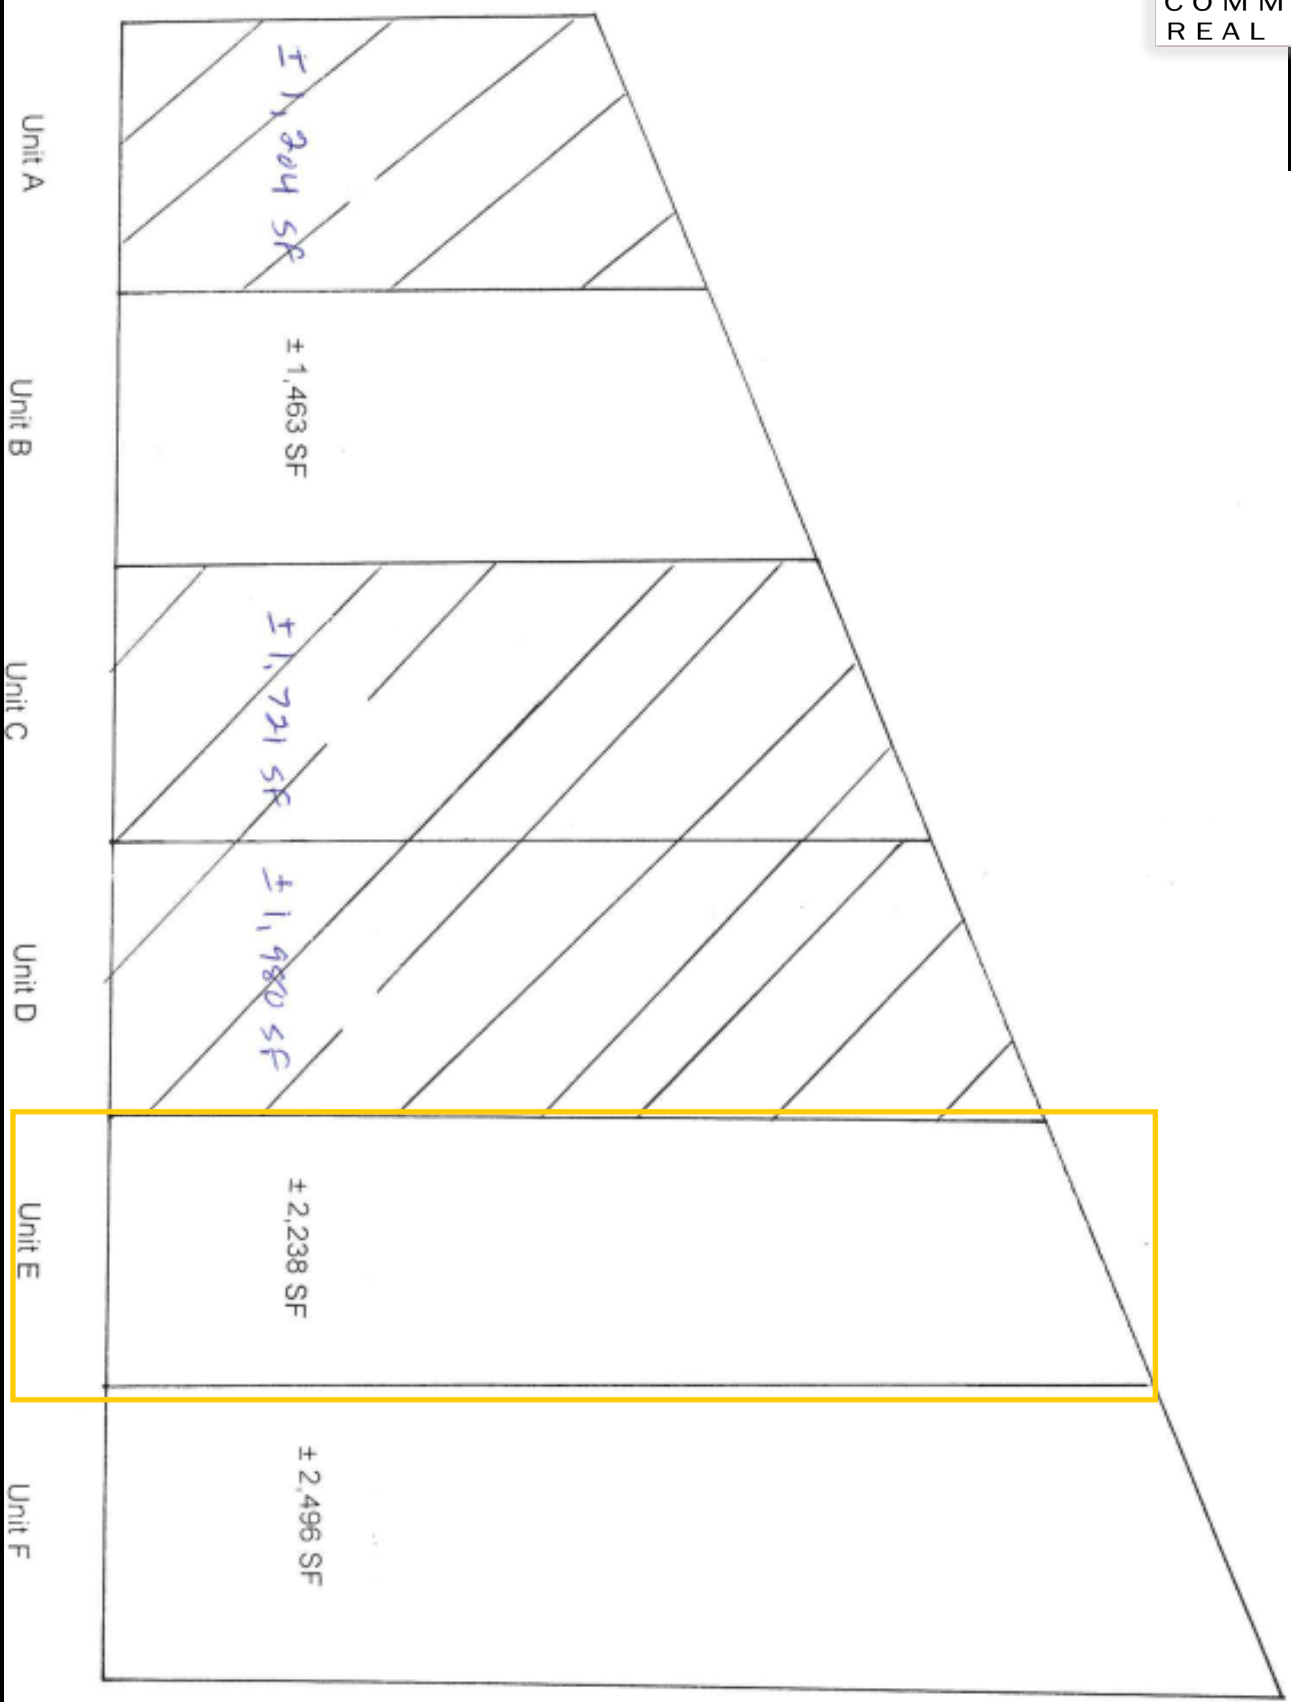 COMM
REAL
± 1,204 SF
Unit A
± 1,463 SF
Unit B
± 1,721 SF
Unit C
± 1,980 SF
Unit D
± 2,238 SF
Unit E
± 2,496 SF
Unit F